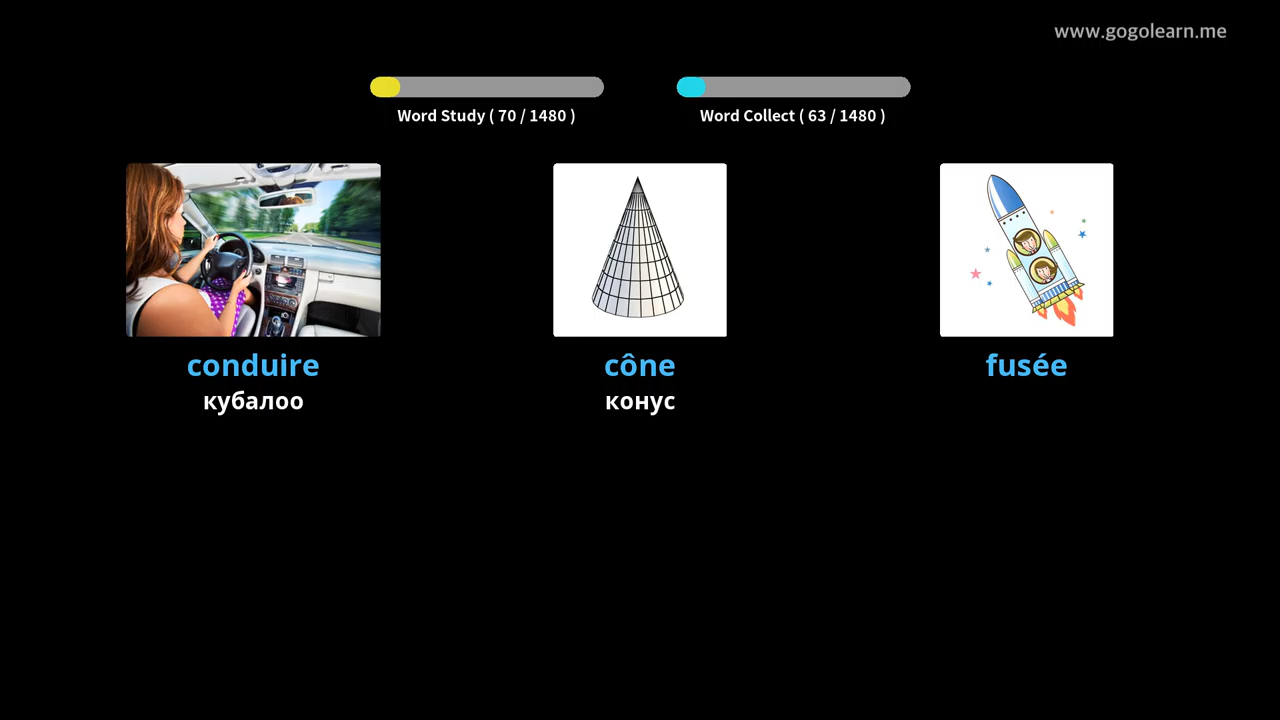 www.gogolearn.me
Word Study ( 70 / 1480 )
Word Collect ( 63 / 1480 )
conduire
кубалоо
cône
конус
fusée